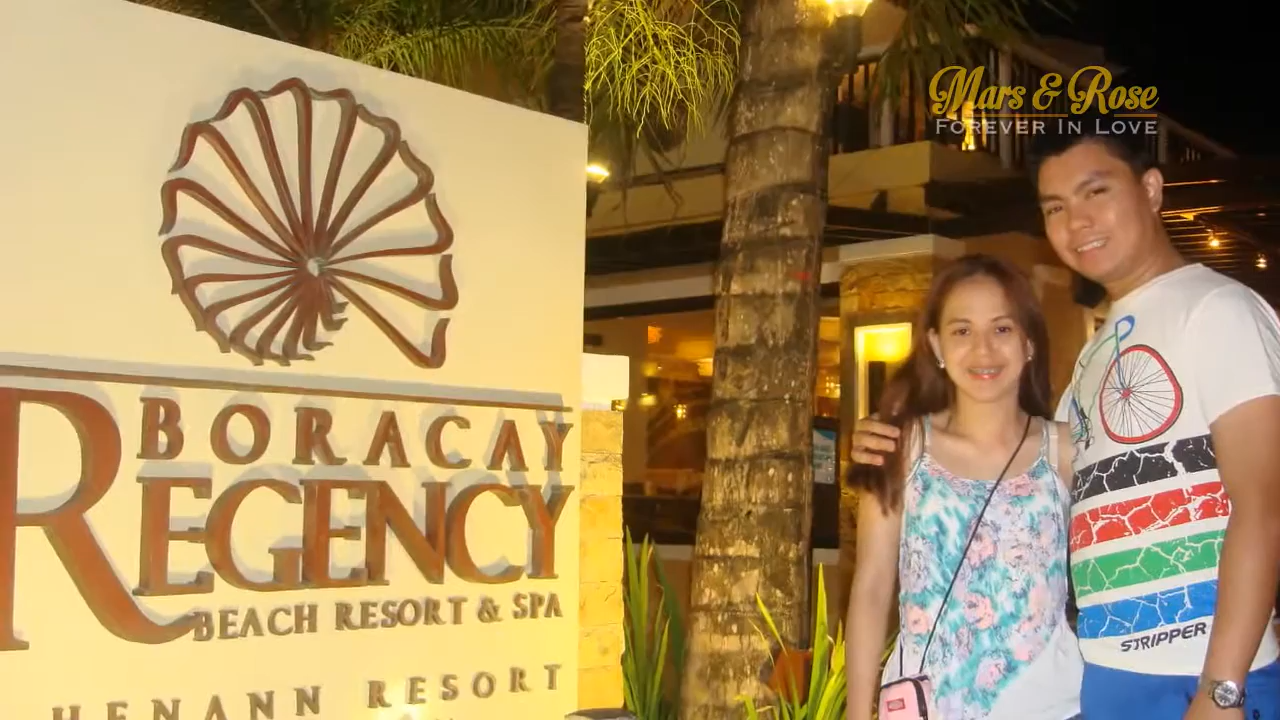 Mars & Rose
FOREVER IN LOVE
BORACAY
REGENCY
BEACH RESORT & SPA
HENANN RESORT
STRIPPER